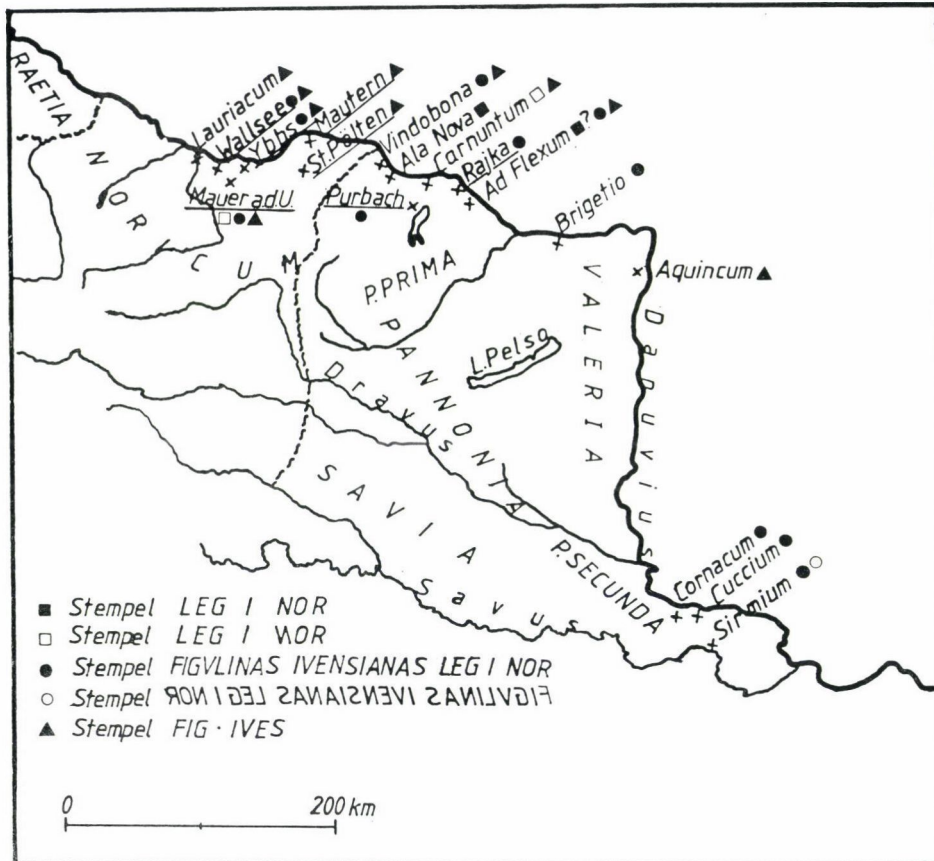 RAETIA
NORICUM
Lauriacum ▲
Wallsee ● ▲
Ybbs ● ▲
Mautern ▲
St. Pölten ▲
Mauer a.d.U.
□ ● ▲
Vindobona ● ▲
Ala Nova ■
Carnuntum □ ▲
Rajka ●
Ad Flexum ■? ● ▲
Purbach
●
Brigetio ●
Aquincum ▲
P. PRIMA
PANNONIA
VALERIA
L. Pelso
Danuvius
Dravus
SAVIA
Savus
P. SECUNDA
Cornacum ●
Cuccium ●
Sirmium ● ○
■ Stempel LEG I NOR
□ Stempel LEG I ИOR
● Stempel FIGVLINAS IVENSIANAS LEG I NOR
○ Stempel FIGVLINAS IVENSIANAS LEG I NOR
▲ Stempel FIG · IVES
0 200 km